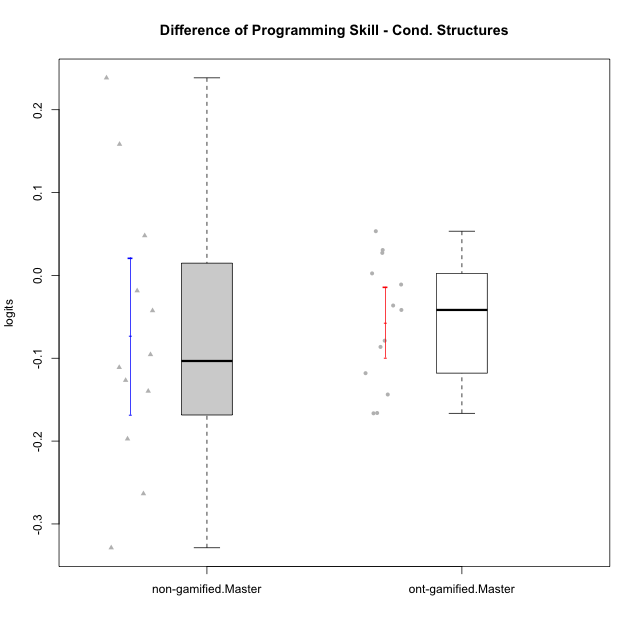 Difference of Programming Skill - Cond. Structures
logits
0.2
0.1
0.0
-0.1
-0.2
-0.3
non-gamified.Master
ont-gamified.Master